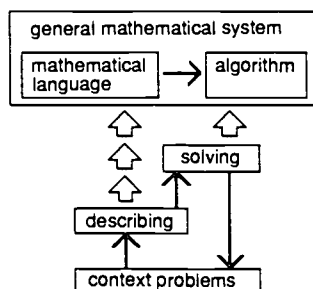 general mathematical system
mathematical
language
algorithm
solving
describing
context problems